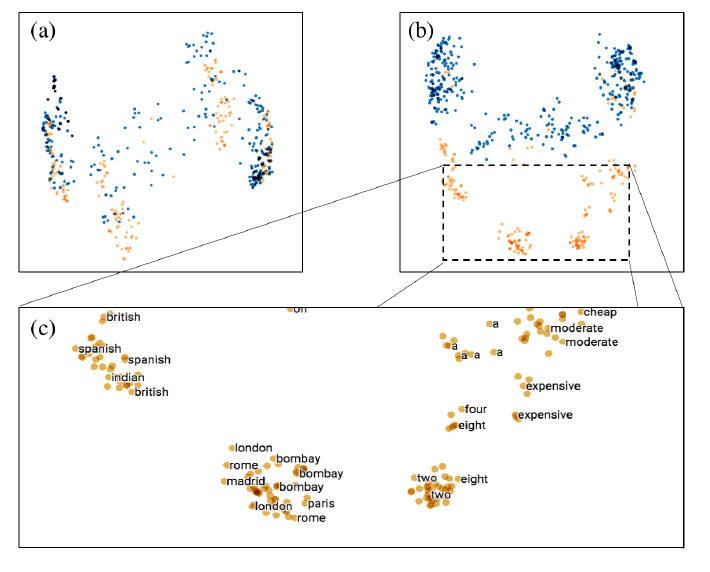 (a)
(b)
(c)
british
on
cheap
a
moderate
spanish
a
moderate
spanish
a a a
indian
expensive
british
four
expensive
eight
london
bombay
rome
bombay
two
eight
madrid
bombay
two
london
paris
rome